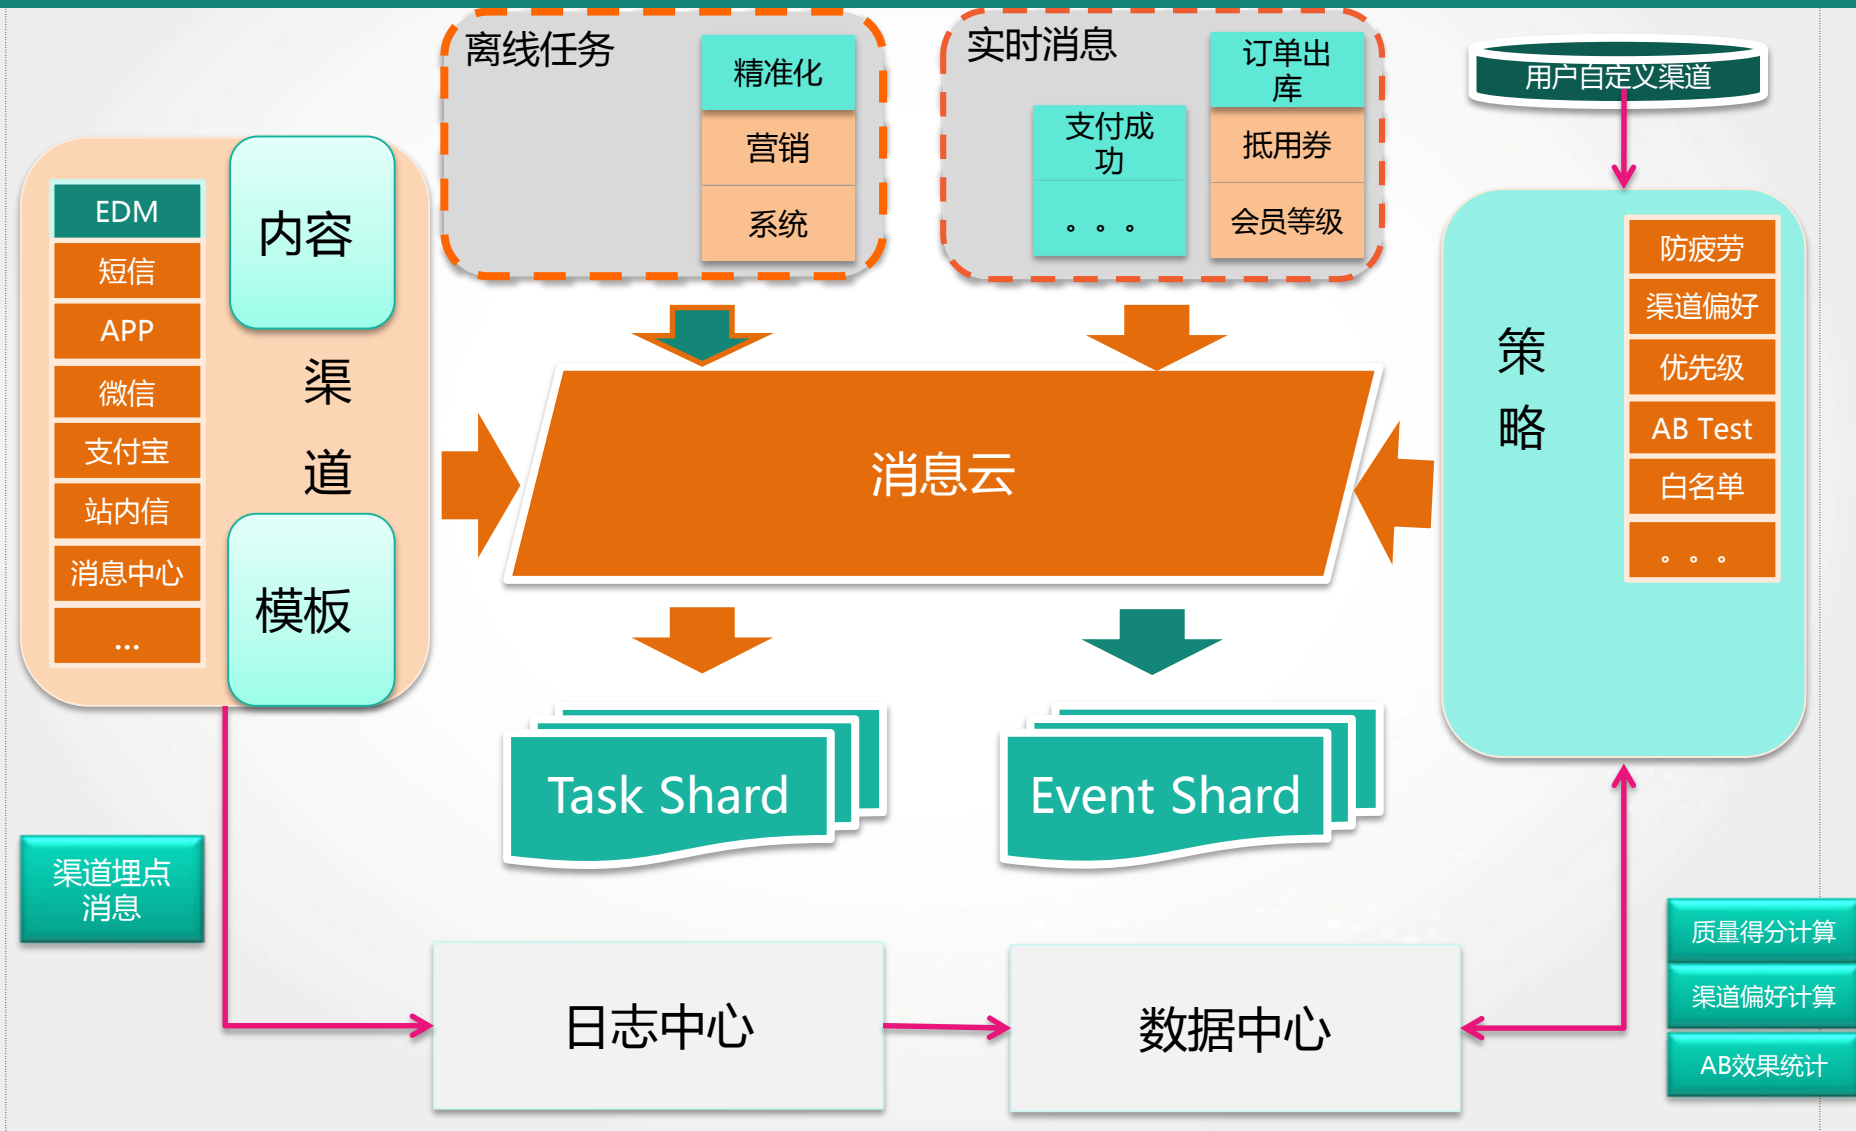 离线任务
精准化
营销
系统
实时消息
支付成
功
。。。
订单出
库
抵用券
会员等级
用户自定义渠道
EDM
短信
APP
微信
支付宝
站内信
消息中心
...
内容
渠
道
模板
消息云
策
略
防疲劳
渠道偏好
优先级
AB Test
白名单
。。。
Task Shard
Event Shard
渠道埋点
消息
日志中心
数据中心
质量得分计算
渠道偏好计算
AB效果统计